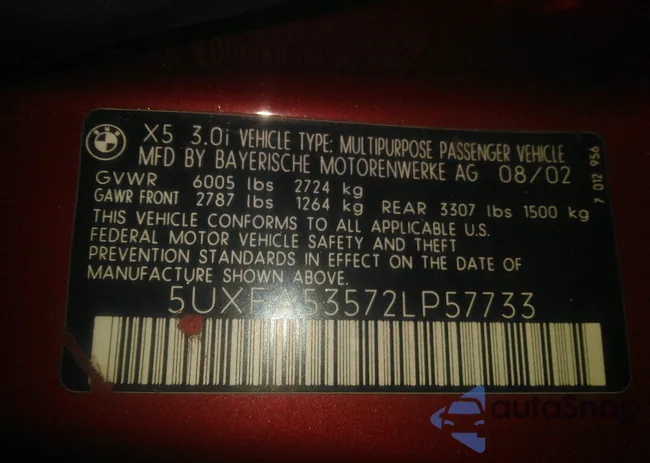 BMW
X5 3.0i VEHICLE TYPE: MULTIPURPOSE PASSENGER VEHICLE
MFD BY BAYERISCHE MOTORENWERKE AG 08/02
GVWR 6005 lbs 2724 kg
GAWR FRONT 2787 lbs 1264 kg REAR 3307 lbs 1500 kg
THIS VEHICLE CONFORMS TO ALL APPLICABLE U.S.
FEDERAL MOTOR VEHICLE SAFETY AND THEFT
PREVENTION STANDARDS IN EFFECT ON THE DATE OF
MANUFACTURE SHOWN ABOVE.
5UXFA53572LP57733
7 012 956
autoSnap